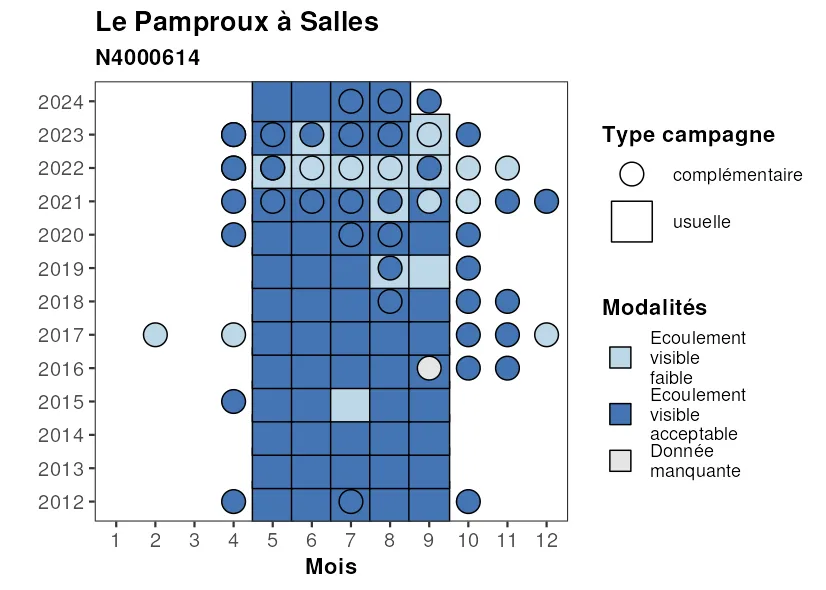 Le Pamproux à Salles
N4000614
2024
2023
2022
2021
2020
2019
2018
2017
2016
2015
2014
2013
2012
1 2 3 4 5 6 7 8 9 10 11 12
Mois
Type campagne
complémentaire
usuelle
Modalités
Ecoulement
visible
faible
Ecoulement
visible
acceptable
Donnée
manquante